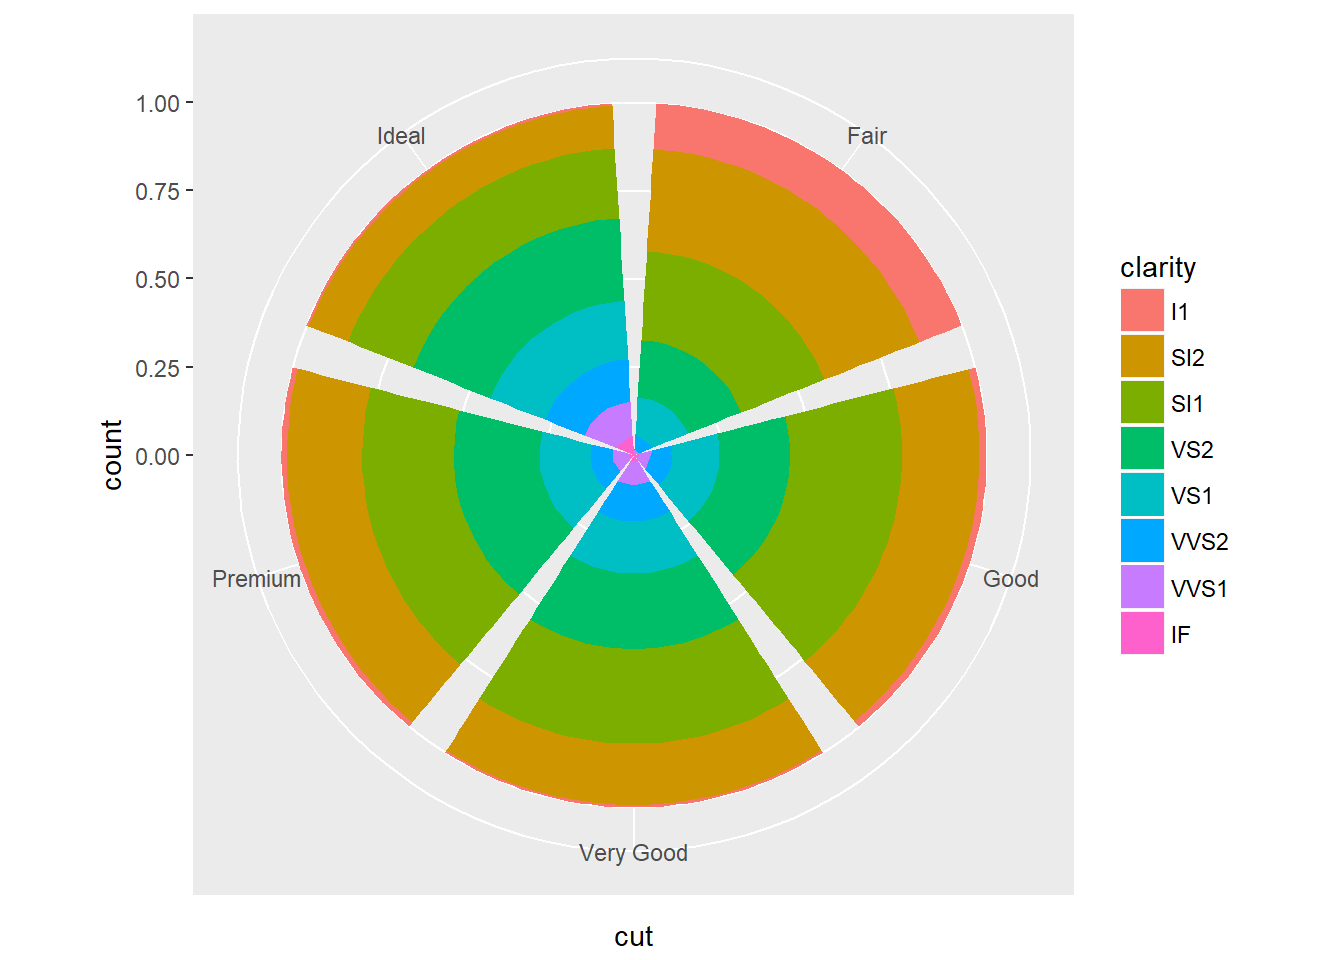 1.00
0.75
0.50
0.25
0.00
count
Ideal
Fair
Premium
Good
Very Good
cut
clarity
I1
SI2
SI1
VS2
VS1
VVS2
VVS1
IF